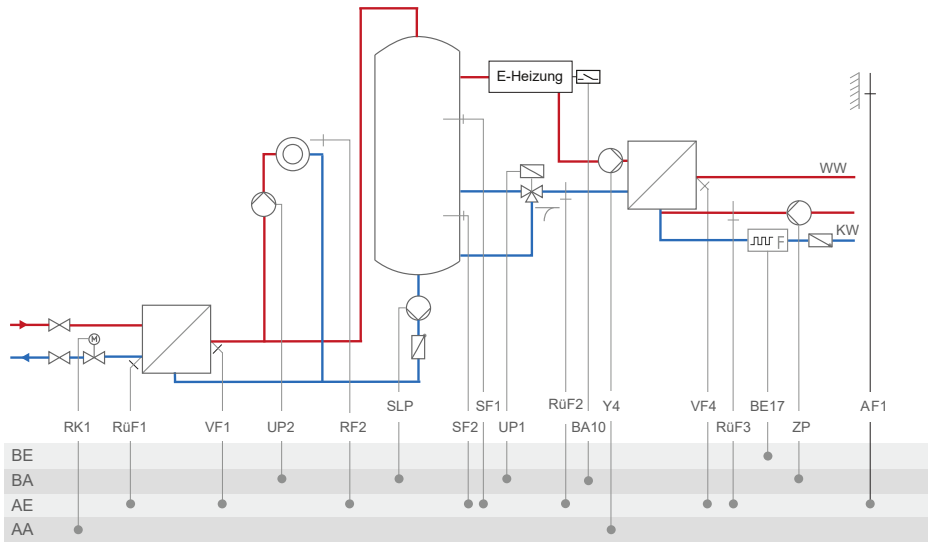 E-Heizung
WW
KW
F
M
SLP
SF1
RüF2
Y4
VF4
BE17
AF1
RK1
RüF1
VF1
UP2
RF2
SF2
UP1
BA10
RüF3
ZP
BE
BA
AE
AA